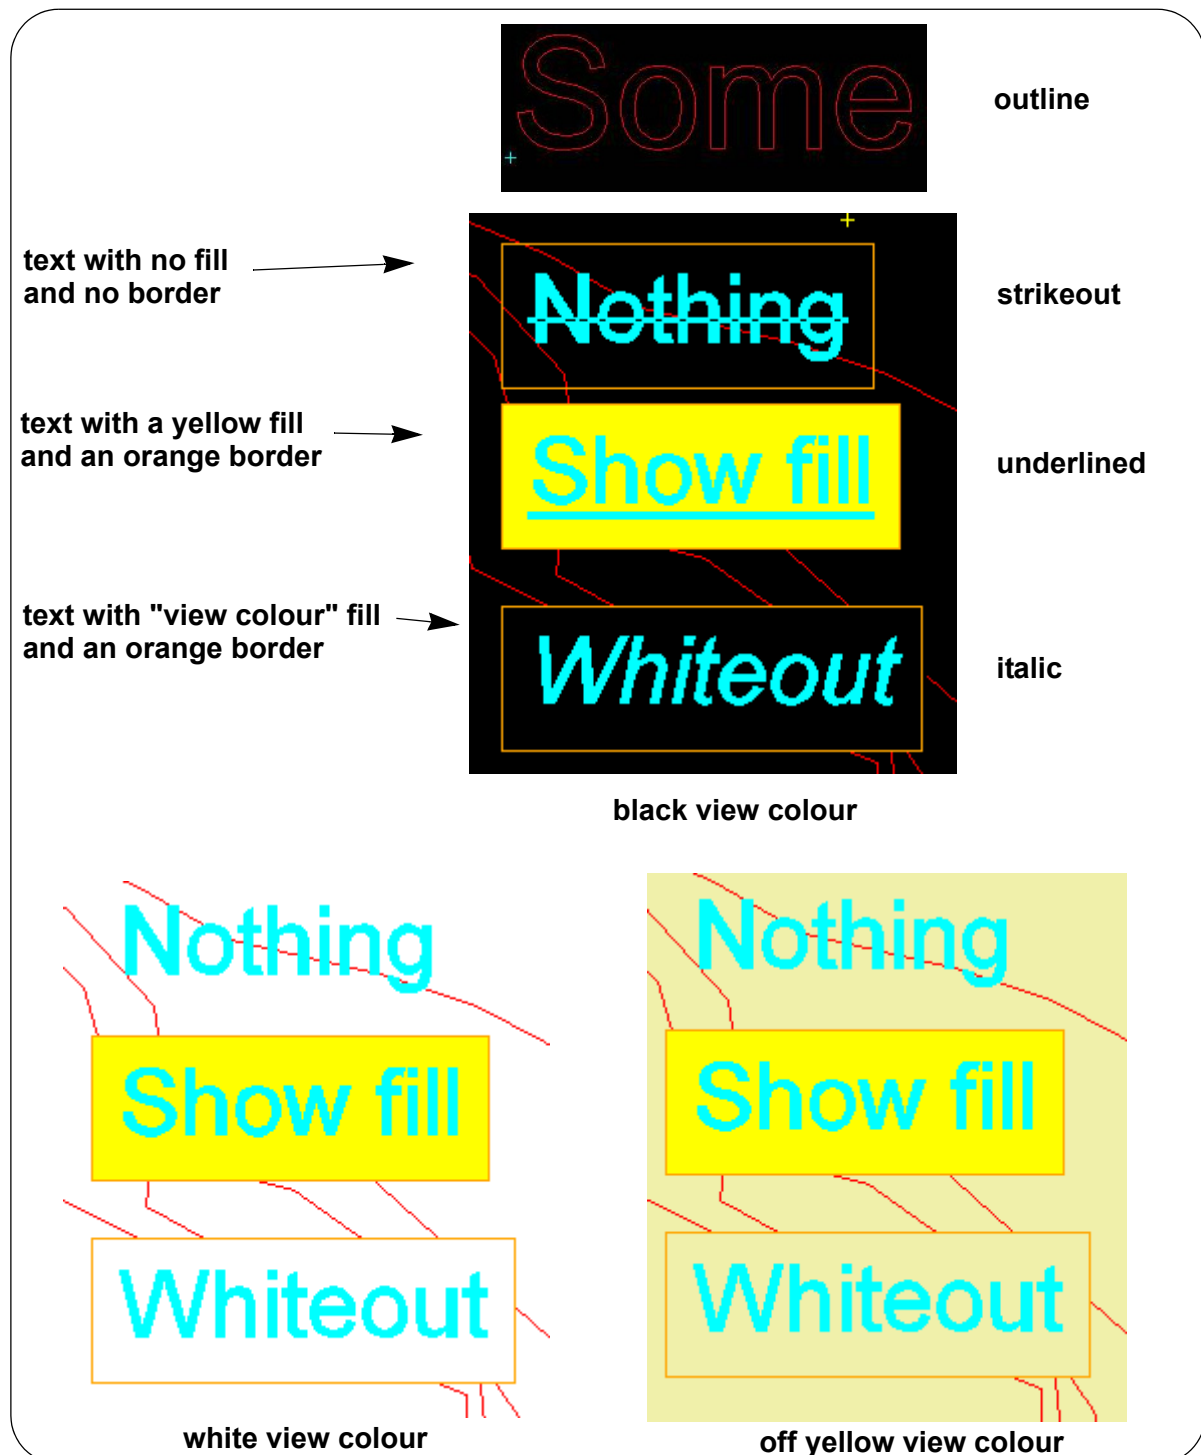 Some
outline
text with no fill
and no border
Nothing
strikeout
text with a yellow fill
and an orange border
Show fill
underlined
text with "view colour" fill
and an orange border
Whiteout
italic
black view colour
Nothing
Show fill
Whiteout
white view colour
Nothing
Show fill
Whiteout
off yellow view colour